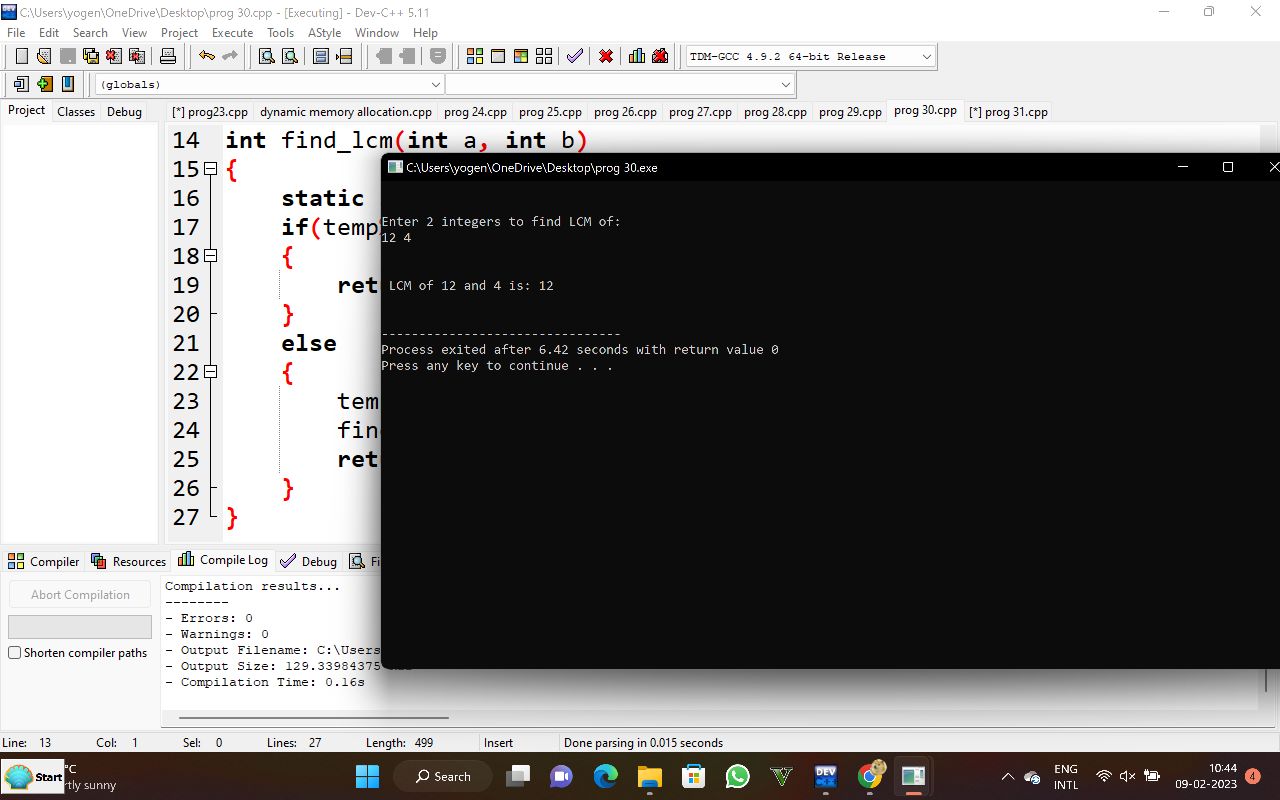 C:\Users\yogen\OneDrive\Desktop\prog 30.cpp - [Executing] - Dev-C++ 5.11
File Edit Search View Project Execute Tools AStyle Window Help
TDM-GCC 4.9.2 64-bit Release
(globals)
Project Classes Debug
[*] prog23.cpp dynamic memory allocation.cpp prog 24.cpp prog 25.cpp prog 26.cpp prog 27.cpp prog 28.cpp prog 29.cpp prog 30.cpp [*] prog 31.cpp
14 int find_lcm(int a, int b)
15 {
16 static
17 if(temp
18 {
19 ret
20 }
21 else
22 {
23 tem
24 fin
25 ret
26 }
27 }
C:\Users\yogen\OneDrive\Desktop\prog 30.exe
Enter 2 integers to find LCM of:
12 4
LCM of 12 and 4 is: 12
--------------------------------
Process exited after 6.42 seconds with return value 0
Press any key to continue . . .
Compiler Resources Compile Log Debug Fi
Abort Compilation
Shorten compiler paths
Compilation results...
--------
- Errors: 0
- Warnings: 0
- Output Filename: C:\Users
- Output Size: 129.33984375
- Compilation Time: 0.16s
Line: 13 Col: 1 Sel: 0 Lines: 27 Length: 499 Insert Done parsing in 0.015 seconds
Start
°C
rtly sunny
Search
DEV
ENG
INTL
10:44
09-02-2023
4